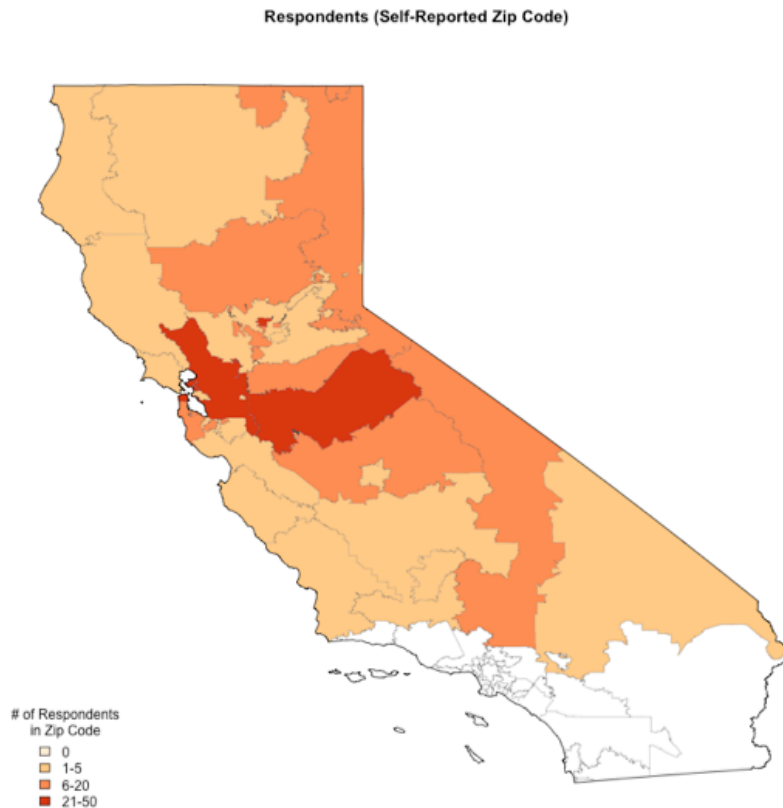 Respondents (Self-Reported Zip Code)
# of Respondents
in Zip Code
0
1-5
6-20
21-50